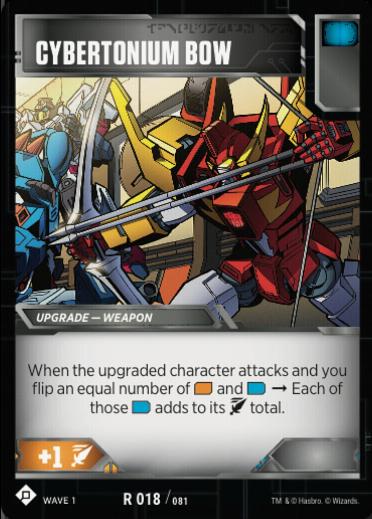 CYBERTONIUM BOW
UPGRADE — WEAPON
When the upgraded character attacks and you
flip an equal number of and → Each of
those adds to its total.
+1
WAVE 1
R 018 / 081
TM & © Hasbro. © Wizards.